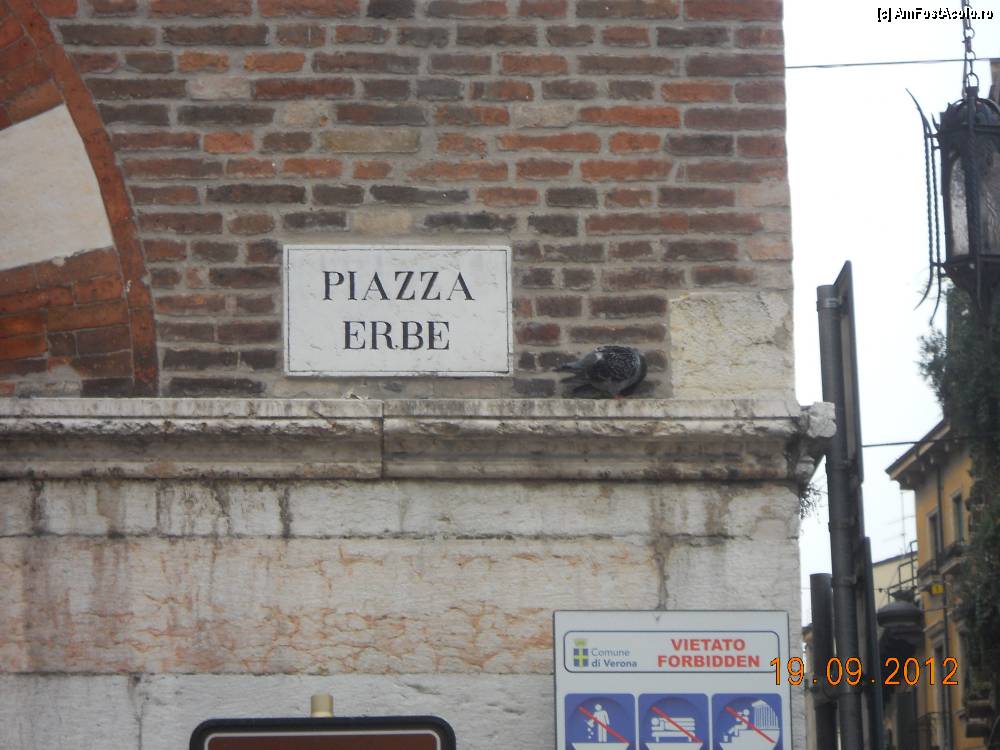 [c] AmFostAcolo.ro
PIAZZA
ERBE
Comune
di Verona
VIETATO
FORBIDDEN
19.09.2012